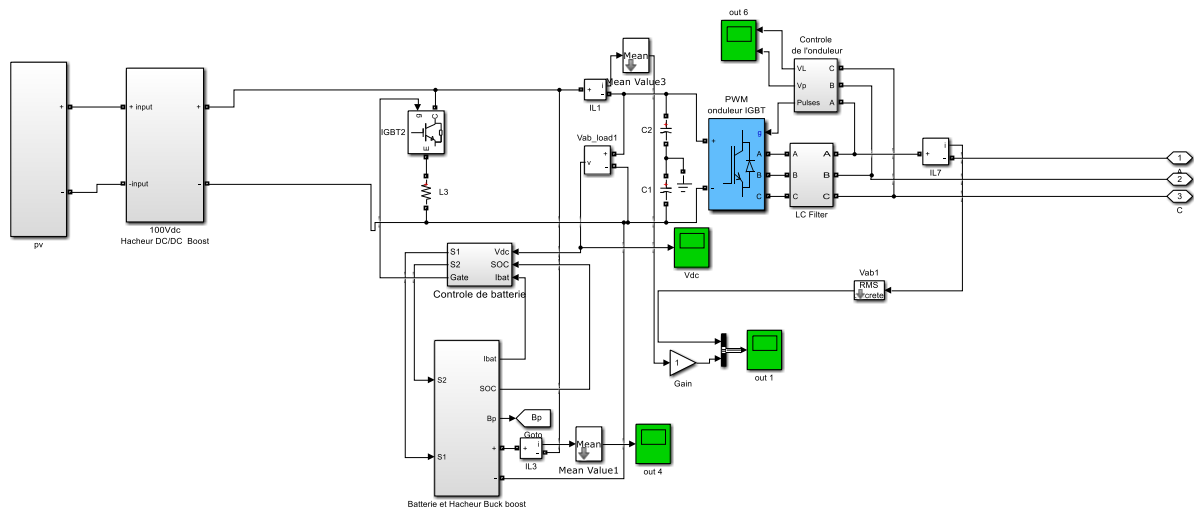 out 6
Controle
de l'onduleur
VL
C
Vp
B
Pulses
A
Mean
Mean Value3
i
+
-
IL1
+
-
pv
+ input
+
-input
-
100Vdc
Hacheur DC/DC Boost
g
C
IGBT2
E
L3
Vab_load1
v
+
-
C2
C1
PWM
onduleur IGBT
g
+
A
B
-
C
A
A
B
B
C
C
LC Filter
i
+
-
IL7
1
A
2
3
C
S1
Vdc
S2
SOC
Gate
Ibat
Controle de batterie
Vdc
Vab1
RMS
crete
1
Gain
out 1
Ibat
S2
SOC
Bp
Bp
Goto
+
S1
-
+
i
-
IL3
Mean
Mean Value1
out 4
Batterie et Hacheur Buck boost